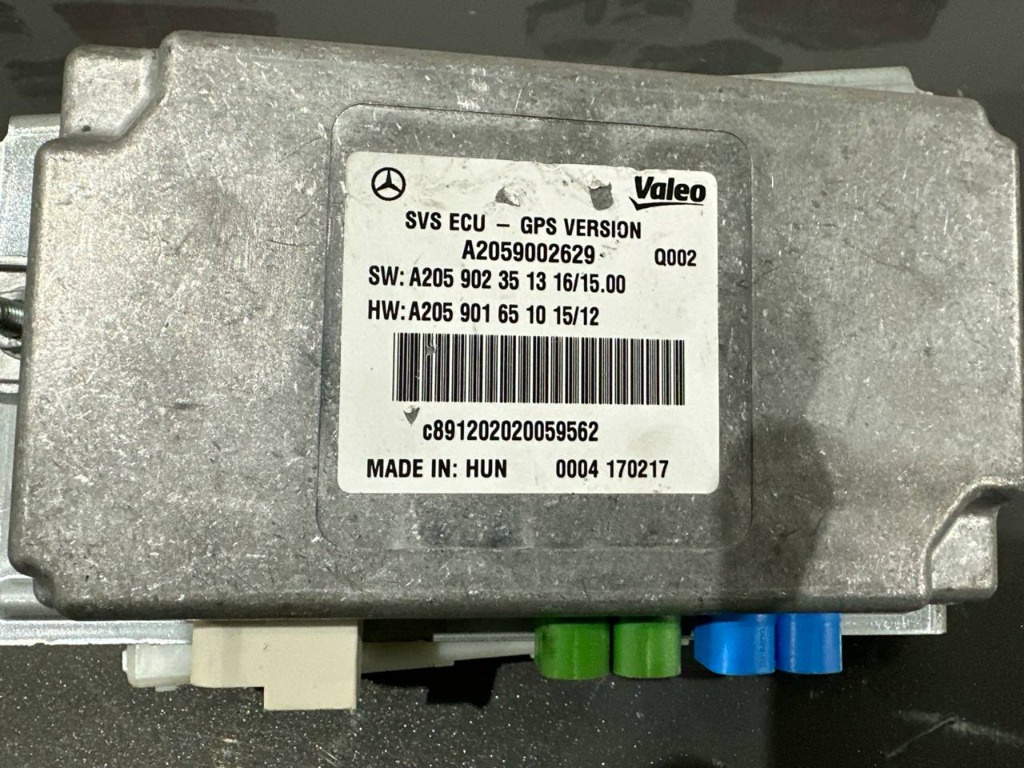 Valeo
SVS ECU – GPS VERSION
A2059002629
Q002
SW: A205 902 35 13 16/15.00
HW: A205 901 65 10 15/12
c891202020059562
MADE IN: HUN 0004 170217